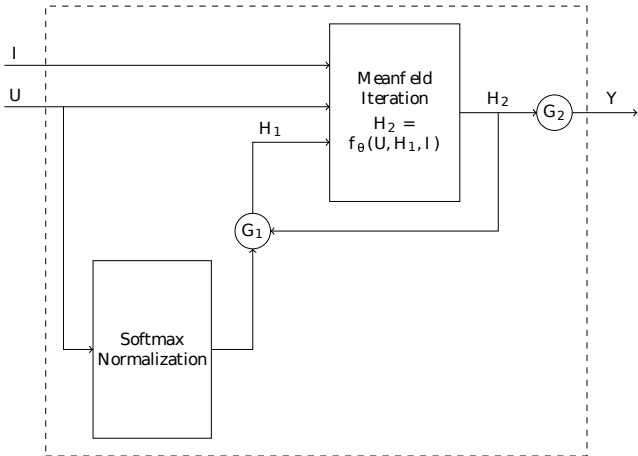 I
U
H₁
Meanfield
Iteration
H₂ =
f_θ(U, H₁, I)
H₂
G₂
Y
G₁
Softmax
Normalization